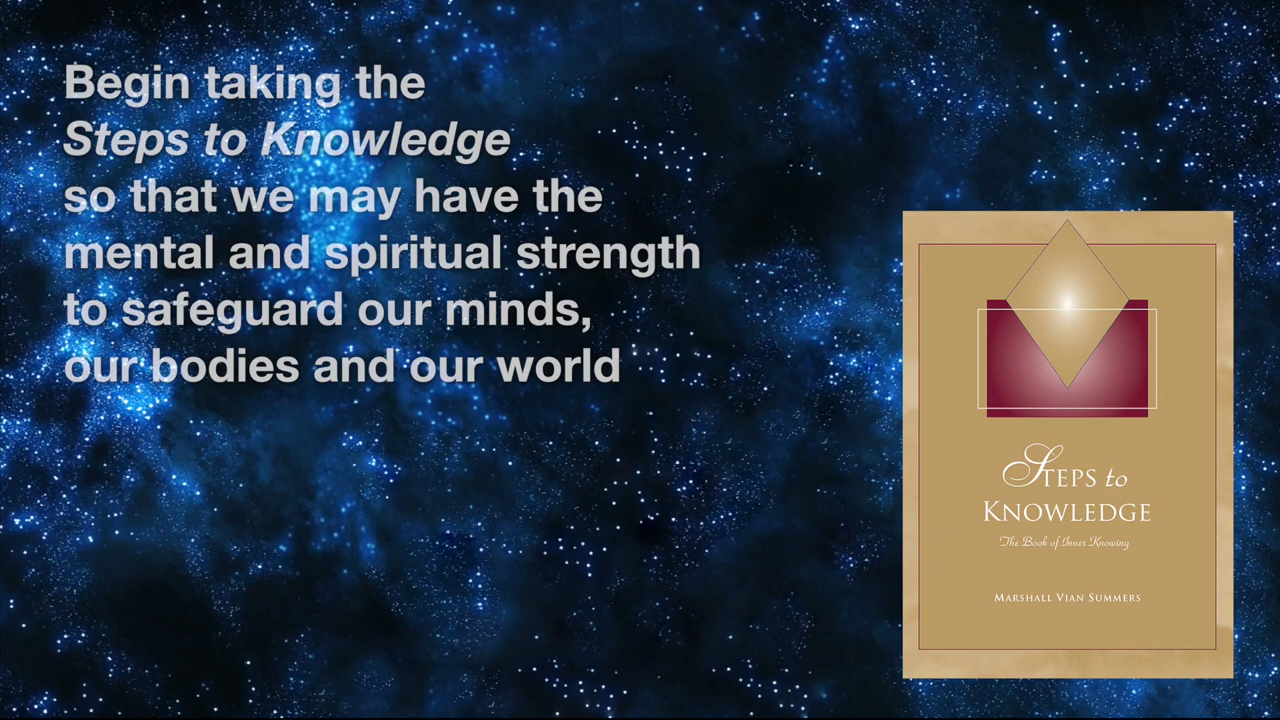 Begin taking the
Steps to Knowledge
so that we may have the
mental and spiritual strength
to safeguard our minds,
our bodies and our world
STEPS to
KNOWLEDGE
The Book of Inner Knowing
MARSHALL VIAN SUMMERS